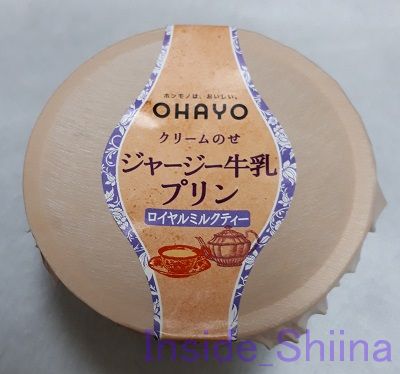 ホンモノは、おいしい。
OHAYO
クリームのせ
ジャージー牛乳
プリン
ロイヤルミルクティー
Inside_Shiina